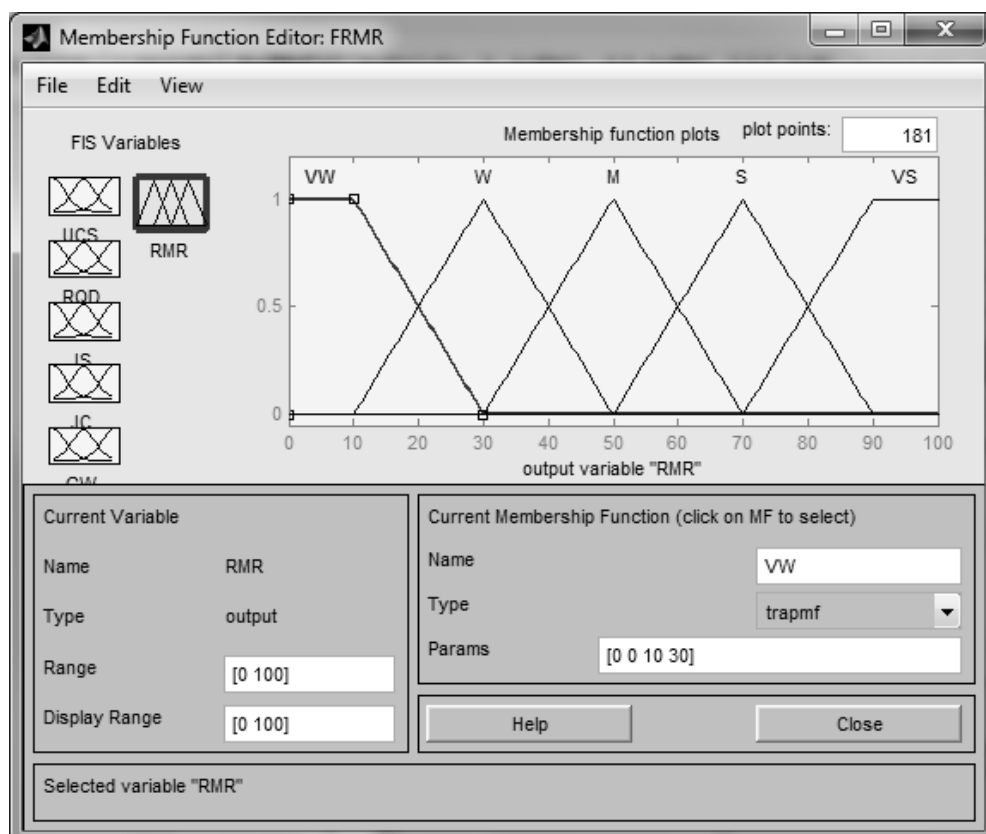 Membership Function Editor: FRMR
File Edit View
FIS Variables
Membership function plots plot points: 181
UCS
RMR
RQD
JS
JC
GW
VW W M S VS
1
0.5
0
0 10 20 30 40 50 60 70 80 90 100
output variable "RMR"
Current Variable
Name RMR
Type output
Range [0 100]
Display Range [0 100]
Current Membership Function (click on MF to select)
Name VW
Type trapmf
Params [0 0 10 30]
Help Close
Selected variable "RMR"